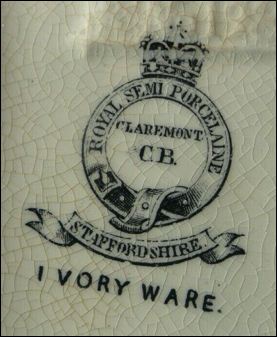 ROYAL SEMI PORCELAINE
CLAREMONT
C.B.
STAFFORDSHIRE.
IVORY WARE.